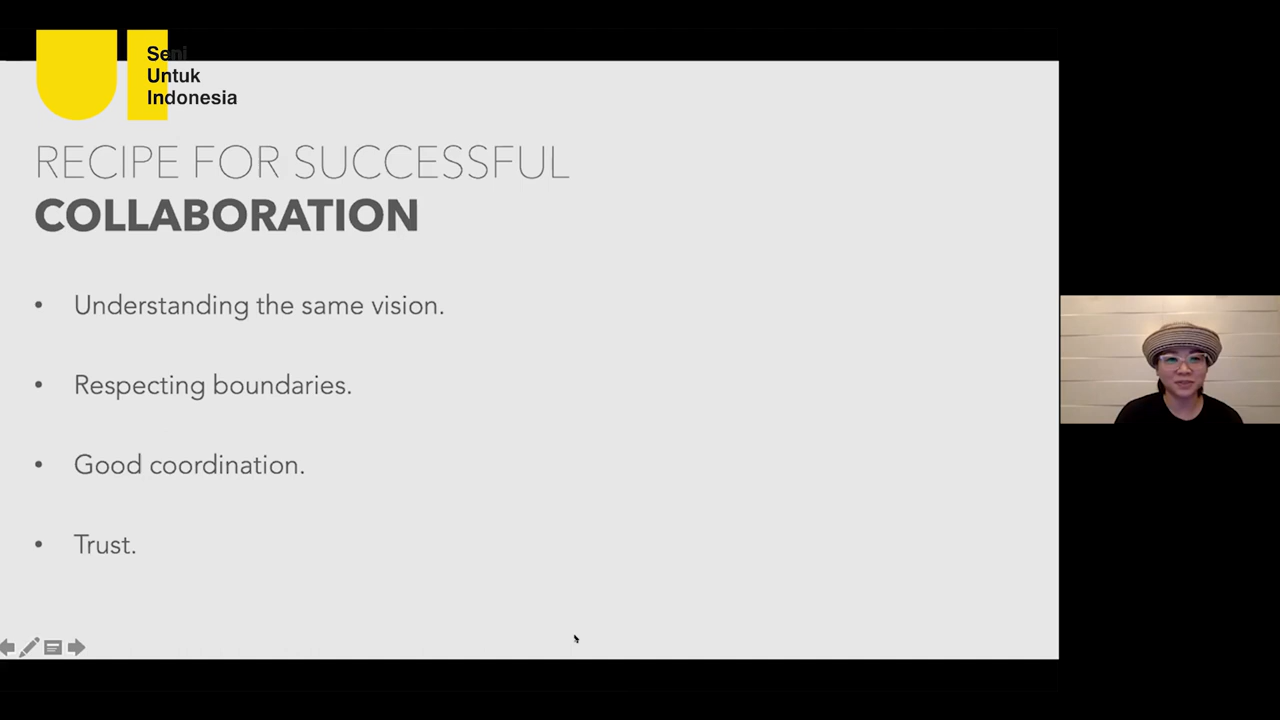 Seni
Untuk
Indonesia
RECIPE FOR SUCCESSFUL
COLLABORATION
• Understanding the same vision.
• Respecting boundaries.
• Good coordination.
• Trust.